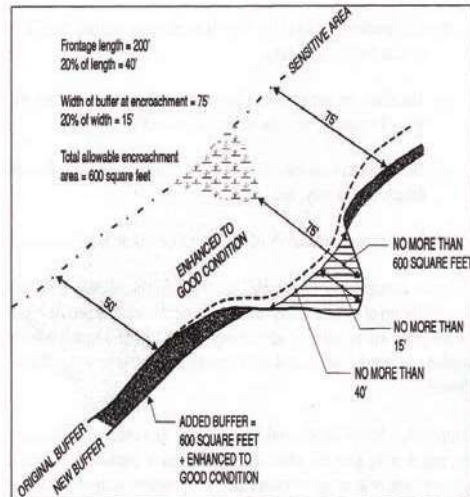 Frontage length = 200'
20% of length = 40'
Width of buffer at encroachment = 75'
20% of width = 15'
Total allowable encroachment
area = 600 square feet
SENSITIVE AREA
75'
ENHANCED TO
GOOD CONDITION
75'
50'
NO MORE THAN
600 SQUARE FEET
NO MORE THAN
15'
NO MORE THAN
40'
ADDED BUFFER =
600 SQUARE FEET
+ ENHANCED TO
GOOD CONDITION
ORIGINAL BUFFER
NEW BUFFER